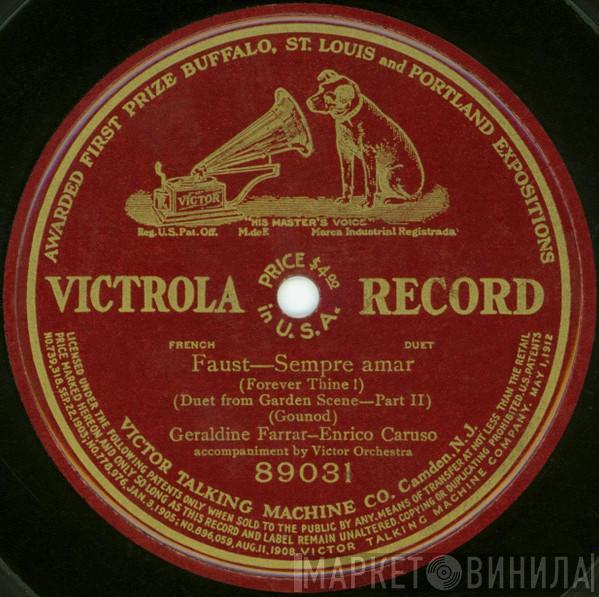 AWARDED FIRST PRIZE BUFFALO, ST. LOUIS and PORTLAND EXPOSITIONS
VICTOR
"HIS MASTER'S VOICE"
Reg. U.S. Pat. Off. M. de F. Marca Industrial Registrada
VICTROLA RECORD
PRICE $4.00 in U.S.A.
FRENCH DUET
Faust—Sempre amar
(Forever Thine!)
(Duet from Garden Scene—Part II)
(Gounod)
Geraldine Farrar–Enrico Caruso
accompaniment by Victor Orchestra
89031
VICTOR TALKING MACHINE CO. Camden, N.J.
LICENSED UNDER THE FOLLOWING PATENTS ONLY WHEN SOLD TO THE PUBLIC BY ANY MEANS OF TRANSFER AT NOT LESS THAN THE RETAIL
PRICE MARKED HEREON, AND ONLY SO LONG AS THIS RECORD AND LABEL REMAIN UNALTERED. COPYING OR DUPLICATING PROHIBITED. U.S. PATENTS
NO. 739,318, SEP. 22, 1903; NO. 778,976, JAN. 3, 1905; NO. 896,059, AUG. 11, 1908. VICTOR TALKING MACHINE COMPANY. MAY 1, 1912
МАРКЕТ ВИНИЛА